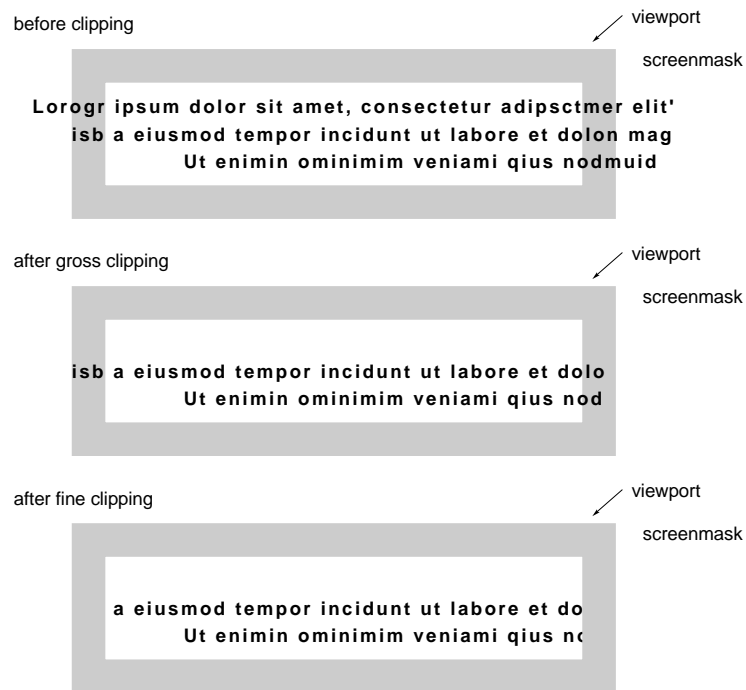 before clipping
viewport
screenmask
Lorogr ipsum dolor sit amet, consectetur adipsctmer elit'
isb a eiusmod tempor incidunt ut labore et dolon mag
Ut enimin ominimim veniami qius nodmuid
after gross clipping
viewport
screenmask
isb a eiusmod tempor incidunt ut labore et dolo
Ut enimin ominimim veniami qius nod
after fine clipping
viewport
screenmask
a eiusmod tempor incidunt ut labore et do
Ut enimin ominimim veniami qius no